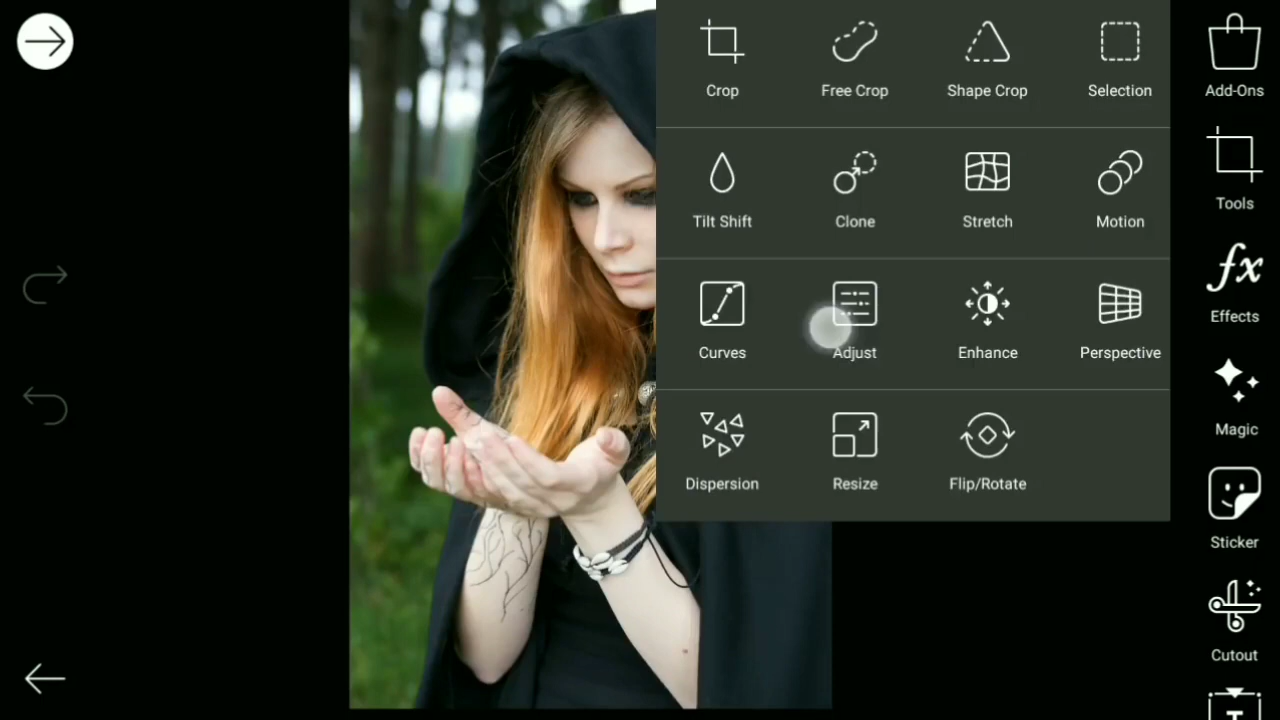 Crop Free Crop Shape Crop Selection
Tilt Shift Clone Stretch Motion
Curves Adjust Enhance Perspective
Dispersion Resize Flip/Rotate
Add-Ons
Tools
fx
Effects
Magic
Sticker
Cutout
T